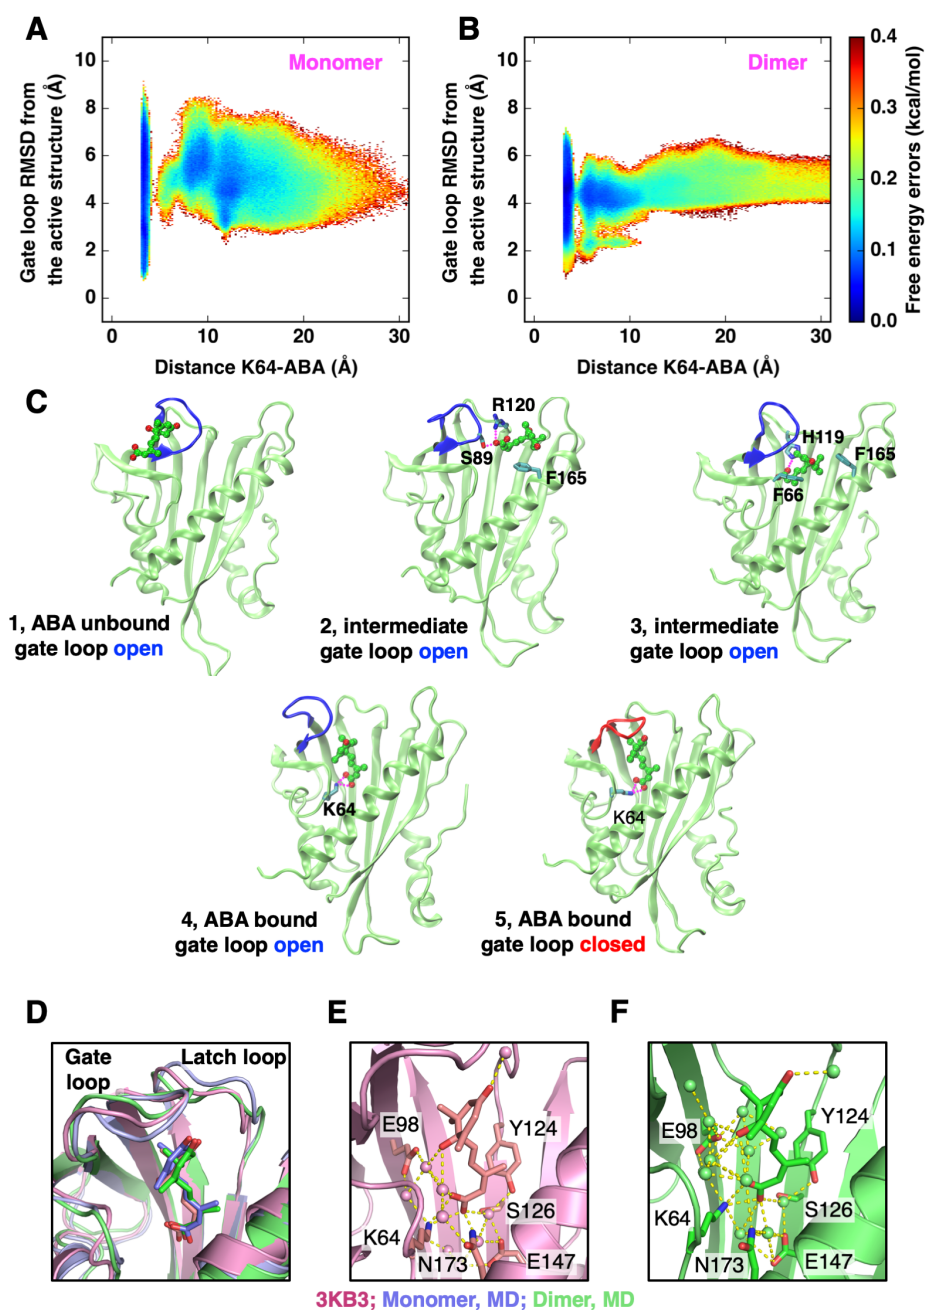 A
B
Monomer
Dimer
Gate loop RMSD from
the active structure (Å)
10
8
6
4
2
0
0
10
20
30
Distance K64-ABA (Å)
Gate loop RMSD from
the active structure (Å)
10
8
6
4
2
0
0
10
20
30
Distance K64-ABA (Å)
0.4
0.3
0.2
0.1
0.0
Free energy errors (kcal/mol)
C
R120
S89
F165
H119
F165
F66
1, ABA unbound
gate loop open
2, intermediate
gate loop open
3, intermediate
gate loop open
K64
K64
4, ABA bound
gate loop open
5, ABA bound
gate loop closed
D
E
F
Gate
loop
Latch loop
E98
Y124
K64
S126
N173
E147
E98
Y124
K64
S126
N173
E147
3KB3; Monomer, MD; Dimer, MD